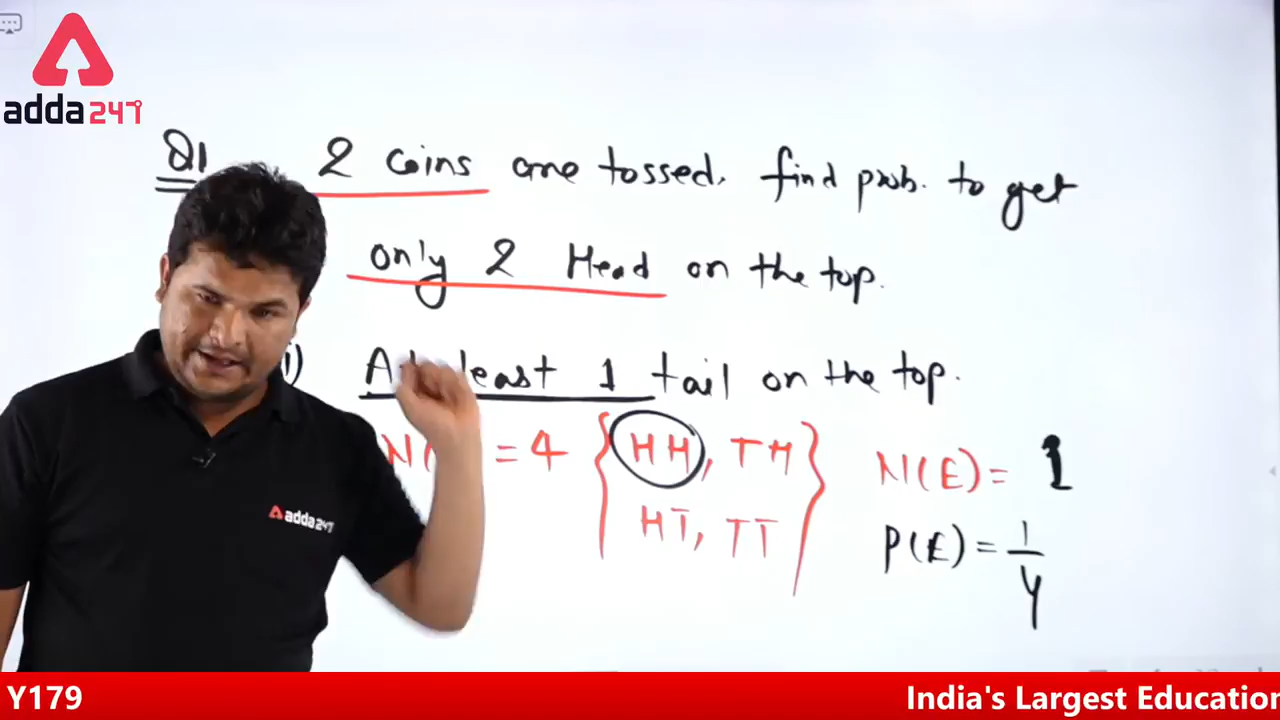 adda247
Q1 2 Coins are tossed. find prob. to get
only 2 Head on the top.
i) At least 1 tail on the top.
N( = 4 { HH, TH N(E) = 1
HT, TT } P(E) = 1/4
adda247
Y179 India's Largest Education